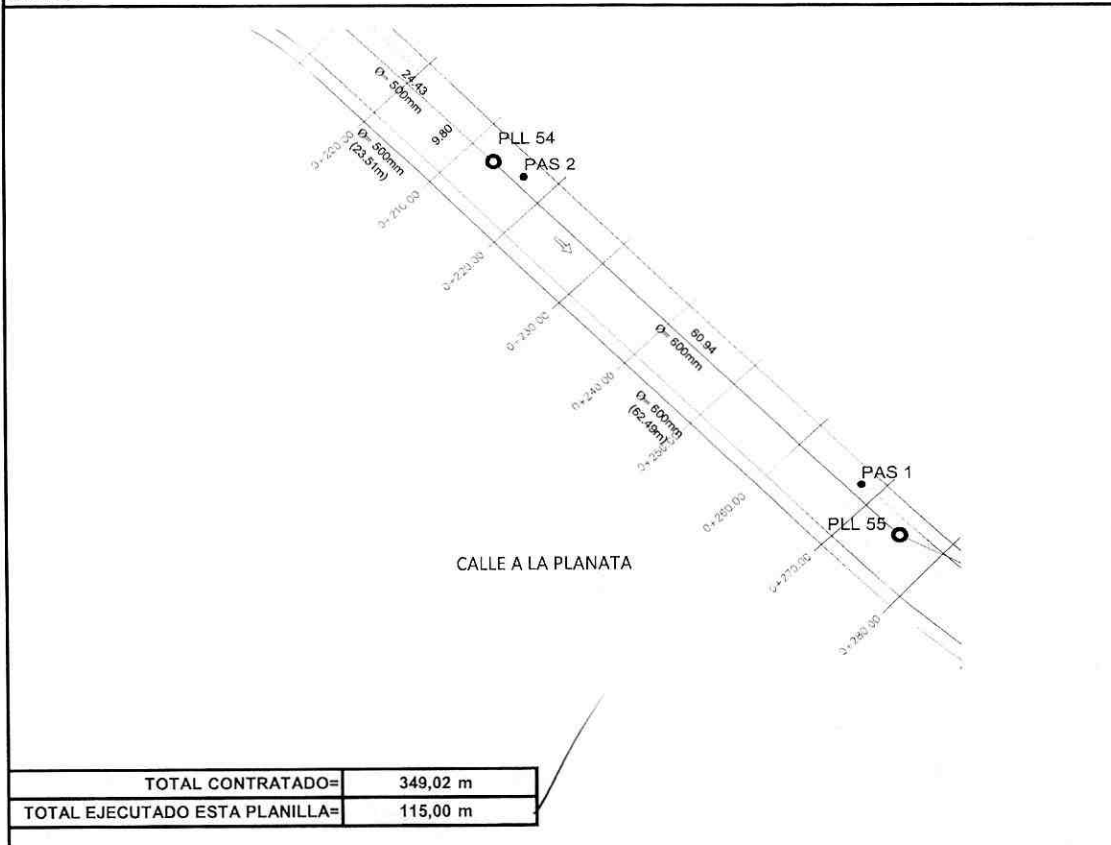 24.43
Ø= 500mm
9.80
PLL 54
PAS 2
0+200.00
Ø= 500mm
(23.51m)
0+210.00
0+220.00
0+230.00
60.94
Ø= 600mm
0+240.00
Ø= 600mm
(62.49m)
0+250.00
PAS 1
0+260.00
PLL 55
0+270.00
0+280.00
CALLE A LA PLANATA
TOTAL CONTRATADO= 349,02 m
TOTAL EJECUTADO ESTA PLANILLA= 115,00 m